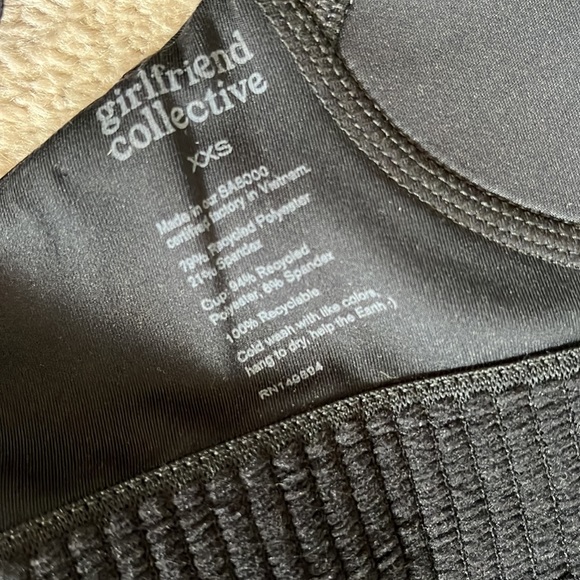 girlfriend
collective
XXS
Made in our SA8000
certified factory in Vietnam.
79% Recycled Polyester
21% Spandex
Cup: 94% Recycled
Polyester, 6% Spandex
100% Recyclable
Cold wash with like colors,
hang to dry, help the Earth :)
RN149894